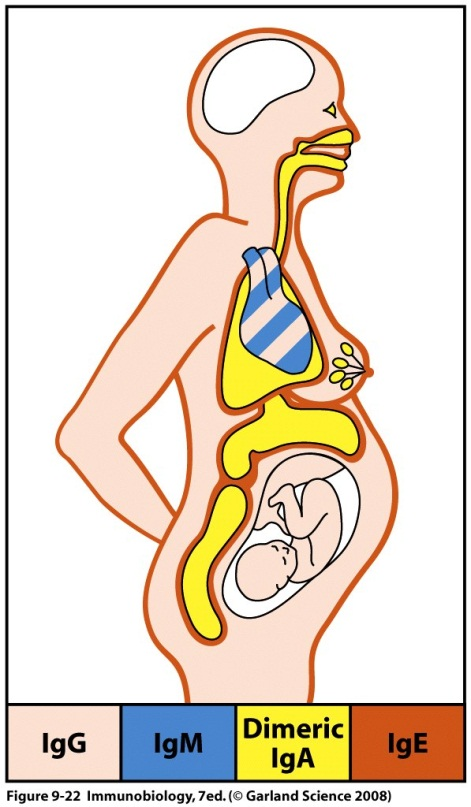 IgG
IgM
Dimeric
IgA
IgE
Figure 9-22 Immunobiology, 7ed. (© Garland Science 2008)